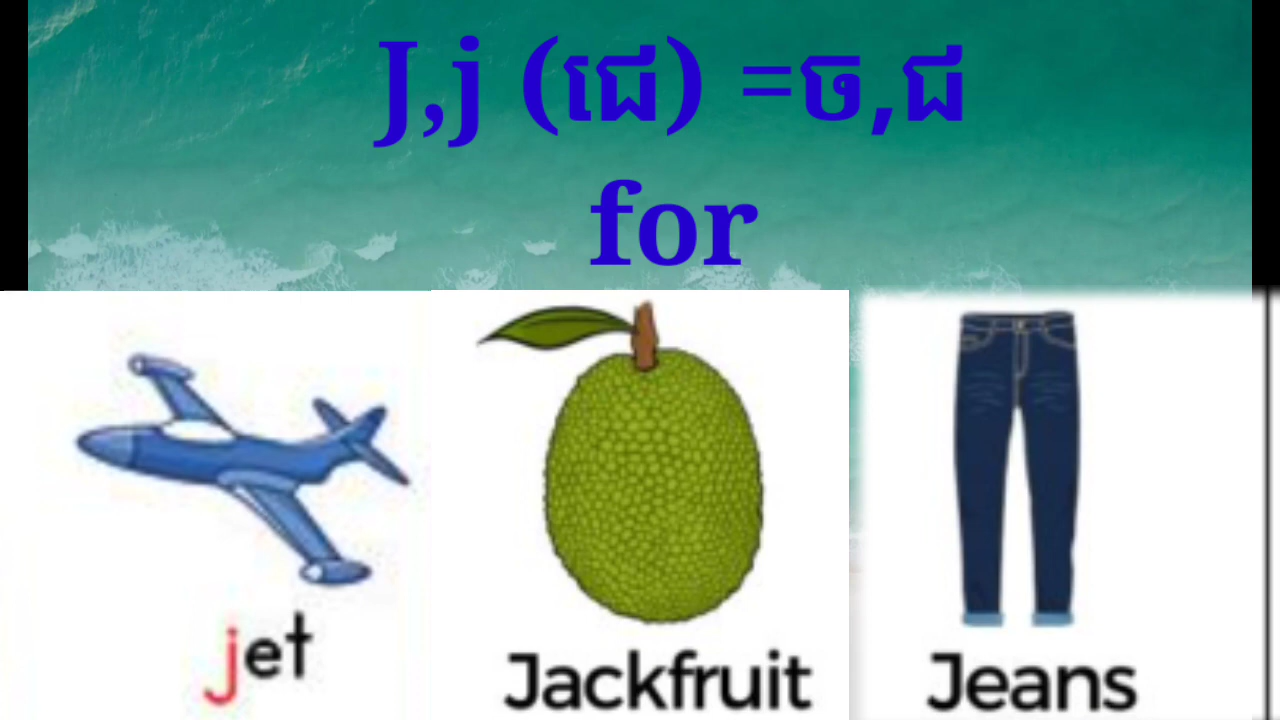 J,j (ជេ) =ច,ជ
for
jet
Jackfruit
Jeans